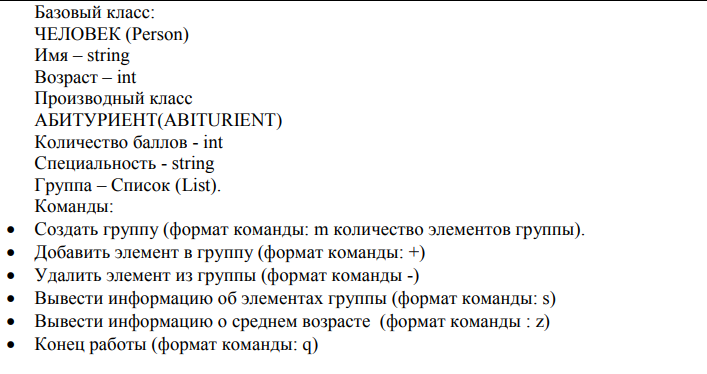 Базовый класс:
ЧЕЛОВЕК (Person)
Имя – string
Возраст – int
Производный класс
АБИТУРИЕНТ(ABITURIENT)
Количество баллов - int
Специальность - string
Группа – Список (List).
Команды:
• Создать группу (формат команды: m количество элементов группы).
• Добавить элемент в группу (формат команды: +)
• Удалить элемент из группы (формат команды -)
• Вывести информацию об элементах группы (формат команды: s)
• Вывести информацию о среднем возрасте (формат команды : z)
• Конец работы (формат команды: q)